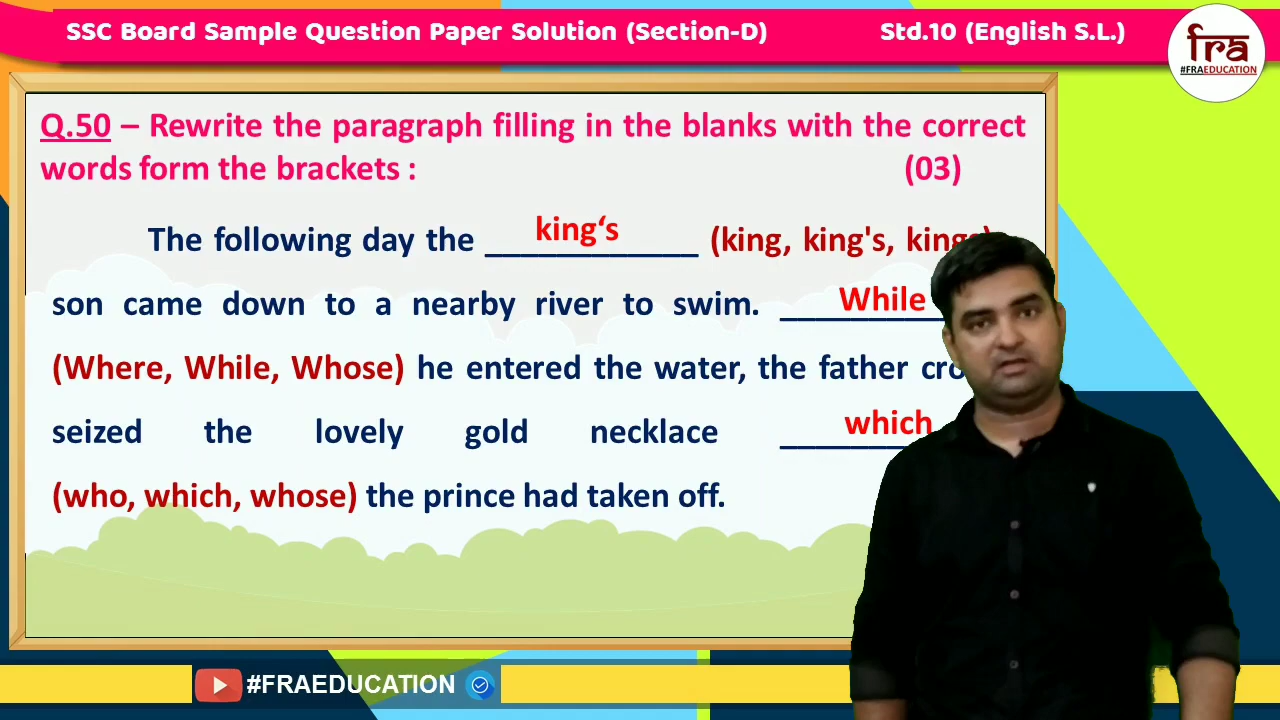 SSC Board Sample Question Paper Solution (Section-D) Std.10 (English S.L.)
fra
#FRAEDUCATION
Q.50 – Rewrite the paragraph filling in the blanks with the correct
words form the brackets : (03)
The following day the king‘s (king, king's, kings)
son came down to a nearby river to swim. While
(Where, While, Whose) he entered the water, the father
seized the lovely gold necklace which
(who, which, whose) the prince had taken off.
#FRAEDUCATION